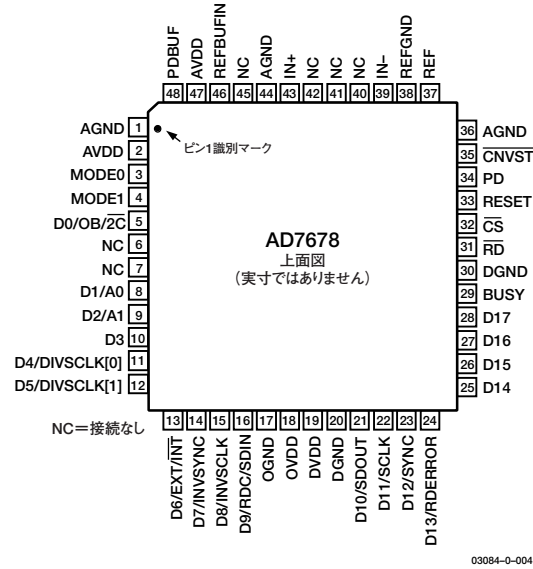 PDBUF
AVDD
REFBUFIN
NC
AGND
IN+
NC
NC
NC
IN–
REFGND
REF
48
47
46
45
44
43
42
41
40
39
38
37
AGND 1
AVDD 2
MODE0 3
MODE1 4
D0/OB/2C 5
NC 6
NC 7
D1/A0 8
D2/A1 9
D3 10
D4/DIVSCLK[0] 11
D5/DIVSCLK[1] 12
ピン1識別マーク
AD7678
上面図
(実寸ではありません)
36 AGND
35 CNVST
34 PD
33 RESET
32 CS
31 RD
30 DGND
29 BUSY
28 D17
27 D16
26 D15
25 D14
NC=接続なし
13
14
15
16
17
18
19
20
21
22
23
24
D6/EXT/INT
D7/INVSYNC
D8/INVSCLK
D9/RDC/SDIN
OGND
OVDD
DVDD
DGND
D10/SDOUT
D11/SCLK
D12/SYNC
D13/RDERROR
03084–0–004